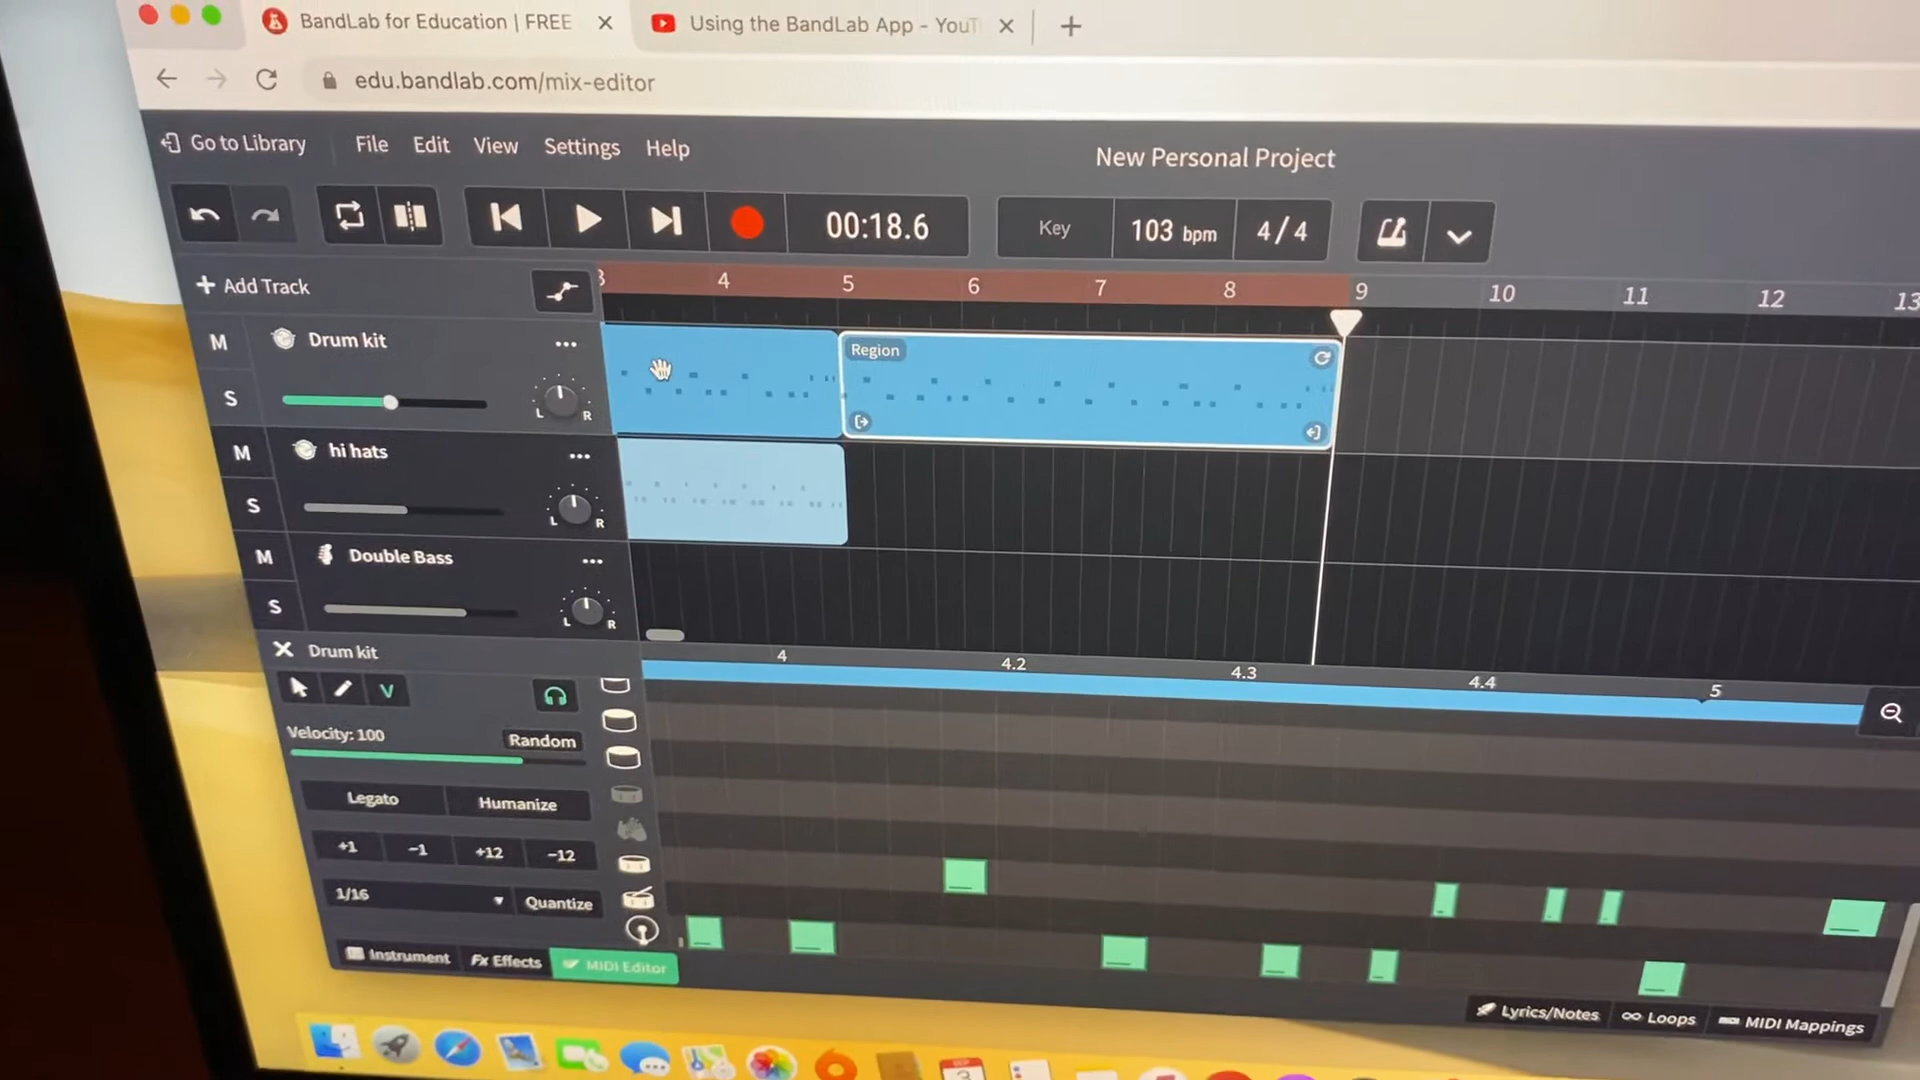 BandLab for Education | FREE
Using the BandLab App - YouT
edu.bandlab.com/mix-editor
Go to Library File Edit View Settings Help
New Personal Project
00:18.6 Key 103 bpm 4/4
+ Add Track
3 4 5 6 7 8 9 10 11 12 13
M Drum kit
Region
S L R
M hi hats
S L R
M Double Bass
S L R
Drum kit
4 4.2 4.3 4.4 5
V
Velocity: 100 Random
Legato Humanize
+1 -1 +12 -12
1/16 Quantize
Instrument Fx Effects MIDI Editor
Lyrics/Notes Loops MIDI Mappings
3